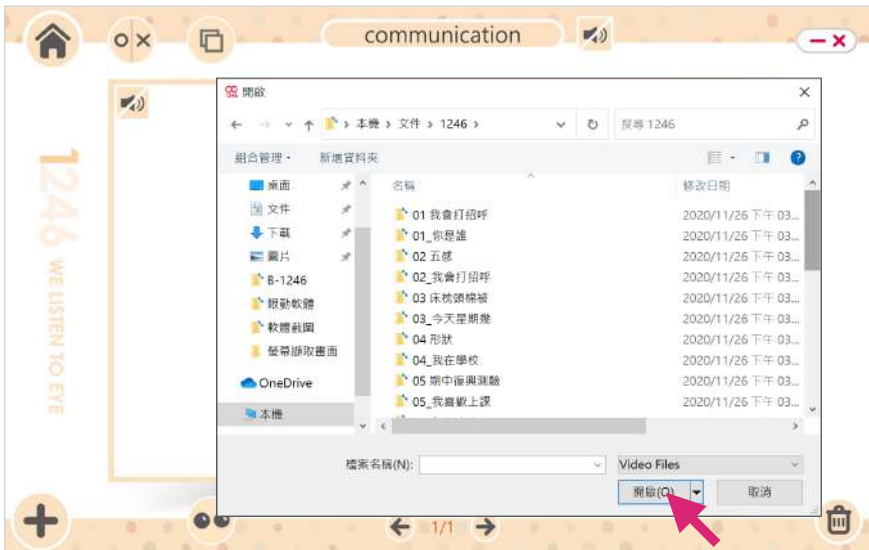 communication
開啟
本機 › 文件 › 1246 ›
搜尋 1246
組合管理
新增資料夾
桌面
文件
下載
圖片
B-1246
眼動軟體
軟體截圖
螢幕擷取畫面
OneDrive
本機
名稱
修改日期
01 我會打招呼
2020/11/26 下午 03...
01_你是誰
2020/11/26 下午 03...
02 五感
2020/11/26 下午 03...
02_我會打招呼
2020/11/26 下午 03...
03 床枕頭棉被
2020/11/26 下午 03...
03_今天星期幾
2020/11/26 下午 03...
04 形狀
2020/11/26 下午 03...
04_我在學校
2020/11/26 下午 03...
05 期中復興測驗
2020/11/26 下午 03...
05_我喜歡上課
2020/11/26 下午 03...
檔案名稱(N):
Video Files
開啟(O)
取消
1246 WE LISTEN TO EYE
1/1